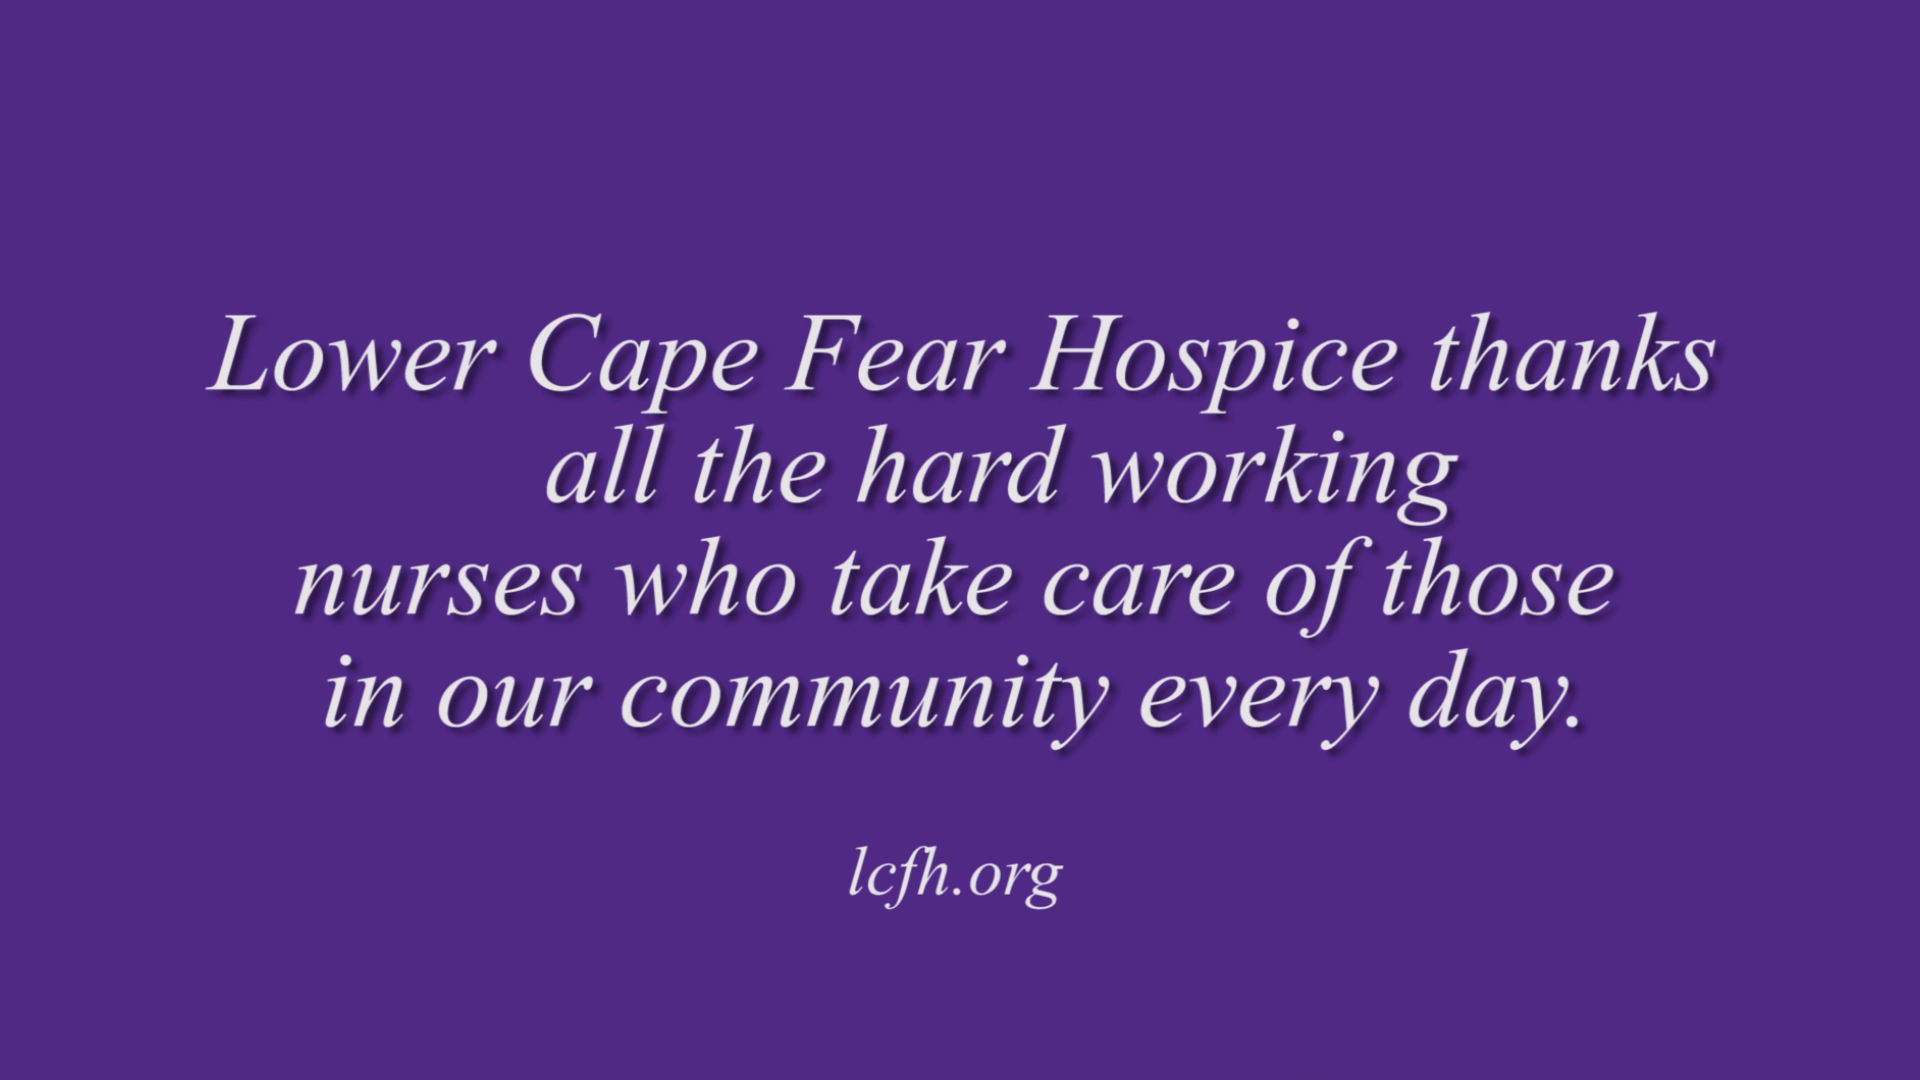 Lower Cape Fear Hospice thanks
all the hard working
nurses who take care of those
in our community every day.
lcfh.org